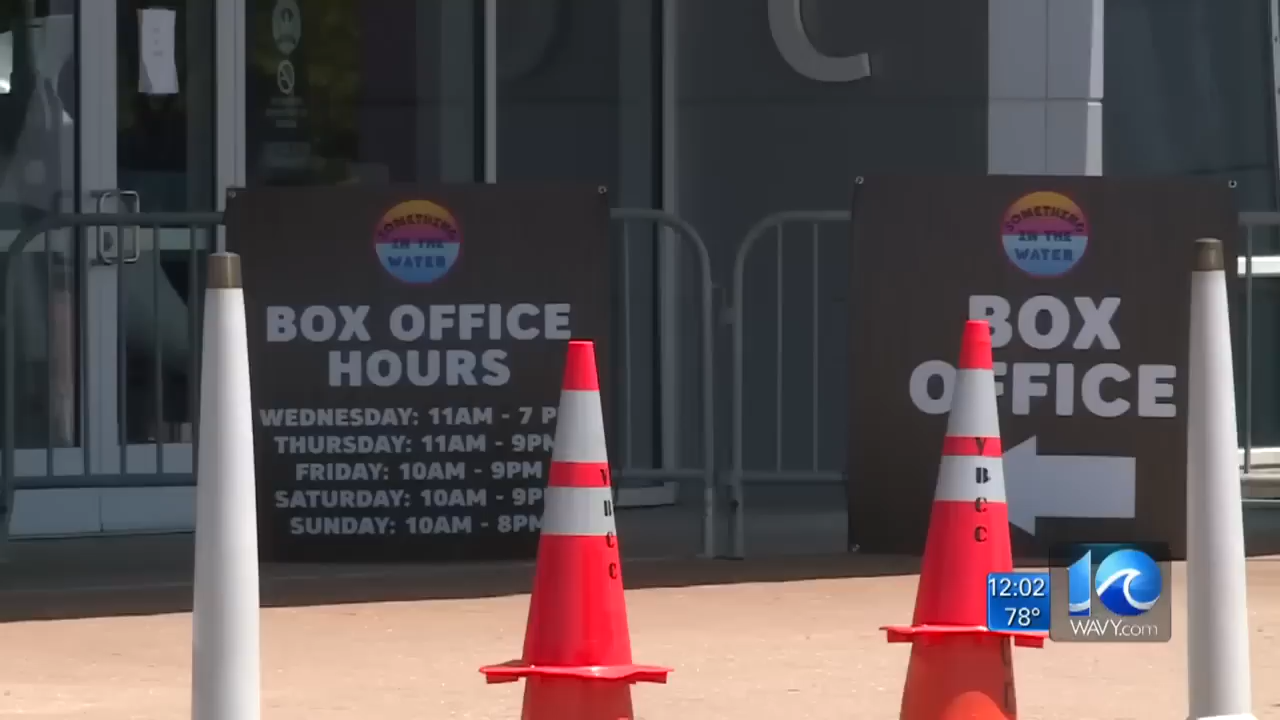 SOMETHING
IN THE
WATER
BOX OFFICE
HOURS
WEDNESDAY: 11AM - 7 P
THURSDAY: 11AM - 9PM
FRIDAY: 10AM - 9PM
SATURDAY: 10AM - 9P
SUNDAY: 10AM - 8PM
SOMETHING
IN THE
WATER
BOX
OFFICE
VBCC
VBCC
C
12:02
78°
10
WAVY.com